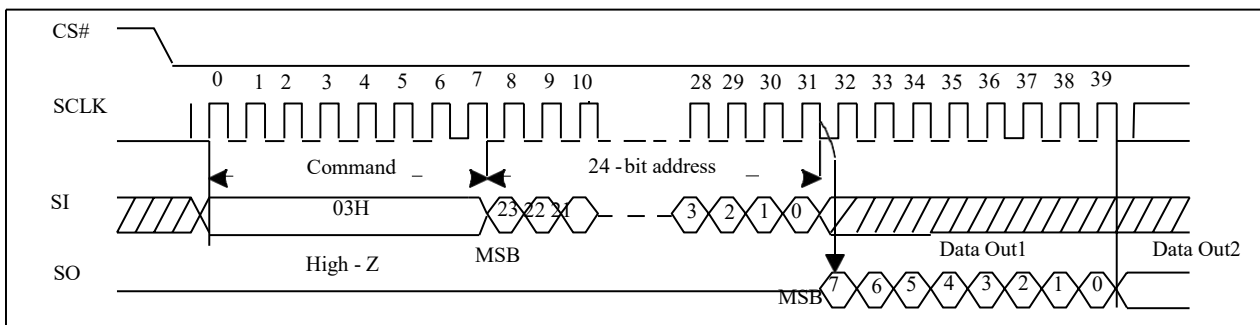 CS#
0 1 2 3 4 5 6 7 8 9 10 28 29 30 31 32 33 34 35 36 37 38 39
SCLK
Command 24 -bit address
SI 03H 23 22 21 3 2 1 0
High - Z MSB Data Out1 Data Out2
SO MSB 7 6 5 4 3 2 1 0